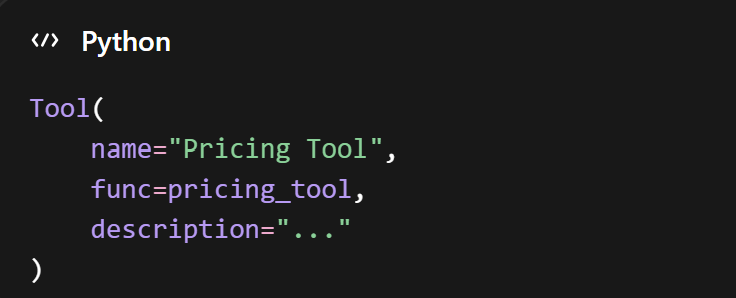 </> Python
Tool(
    name="Pricing Tool",
    func=pricing_tool,
    description="..."
)